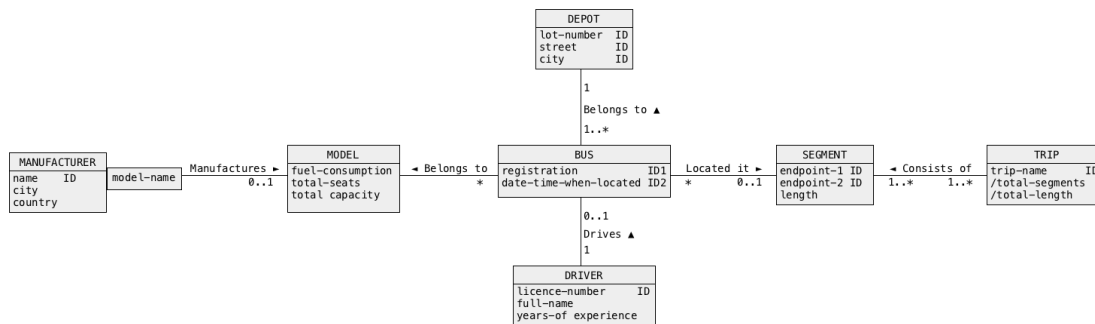 DEPOT
lot-number ID
street ID
city ID
1
Belongs to ▲
1..*
MANUFACTURER
name ID
city
country
model-name
Manufactures ►
0..1
MODEL
fuel-consumption
total-seats
total capacity
◄ Belongs to
*
BUS
registration ID1
date-time-when-located ID2
Located it ►
* 0..1
SEGMENT
endpoint-1 ID
endpoint-2 ID
length
◄ Consists of
1..* 1..*
TRIP
trip-name ID
/total-segments
/total-length
0..1
Drives ▲
1
DRIVER
licence-number ID
full-name
years-of experience